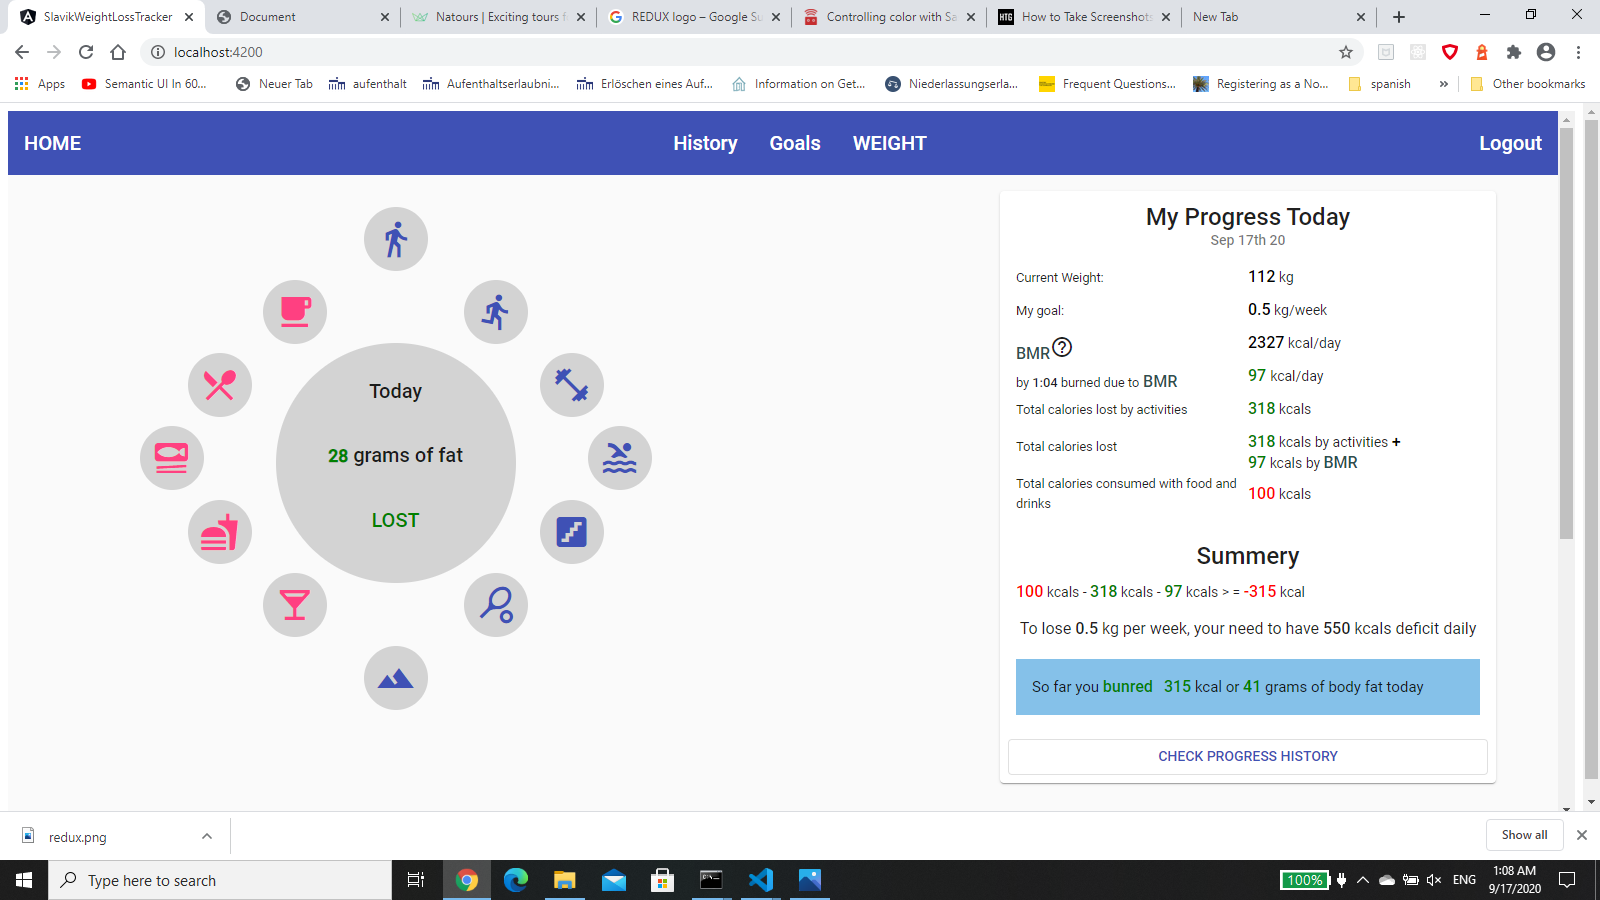 SlavikWeightLossTracker
Document
Natours | Exciting tours f
REDUX logo – Google Su
Controlling color with Sa
HTG How to Take Screenshots
New Tab
localhost:4200
Apps
Semantic UI In 60...
Neuer Tab
aufenthalt
Aufenthaltserlaubni...
Erlöschen eines Auf...
Information on Get...
Niederlassungserla...
Frequent Questions...
Registering as a No...
spanish
»
Other bookmarks
HOME
History
Goals
WEIGHT
Logout
Today
28 grams of fat
LOST
My Progress Today
Sep 17th 20
Current Weight: 112 kg
My goal: 0.5 kg/week
BMR 2327 kcal/day
by 1:04 burned due to BMR 97 kcal/day
Total calories lost by activities 318 kcals
Total calories lost 318 kcals by activities +
97 kcals by BMR
Total calories consumed with food and
drinks
100 kcals
Summery
100 kcals - 318 kcals - 97 kcals > = -315 kcal
To lose 0.5 kg per week, your need to have 550 kcals deficit daily
So far you bunred 315 kcal or 41 grams of body fat today
CHECK PROGRESS HISTORY
redux.png
Show all
Type here to search
100%
ENG
1:08 AM
9/17/2020